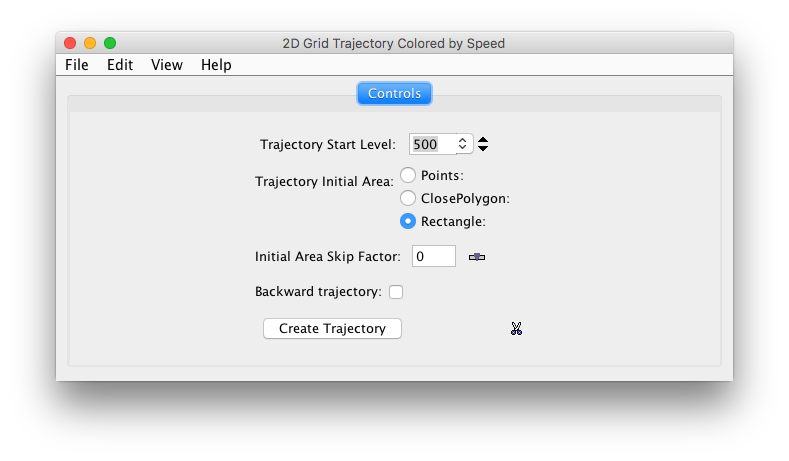 2D Grid Trajectory Colored by Speed
File Edit View Help
Controls
Trajectory Start Level: 500
Trajectory Initial Area: Points:
ClosePolygon:
Rectangle:
Initial Area Skip Factor: 0
Backward trajectory:
Create Trajectory